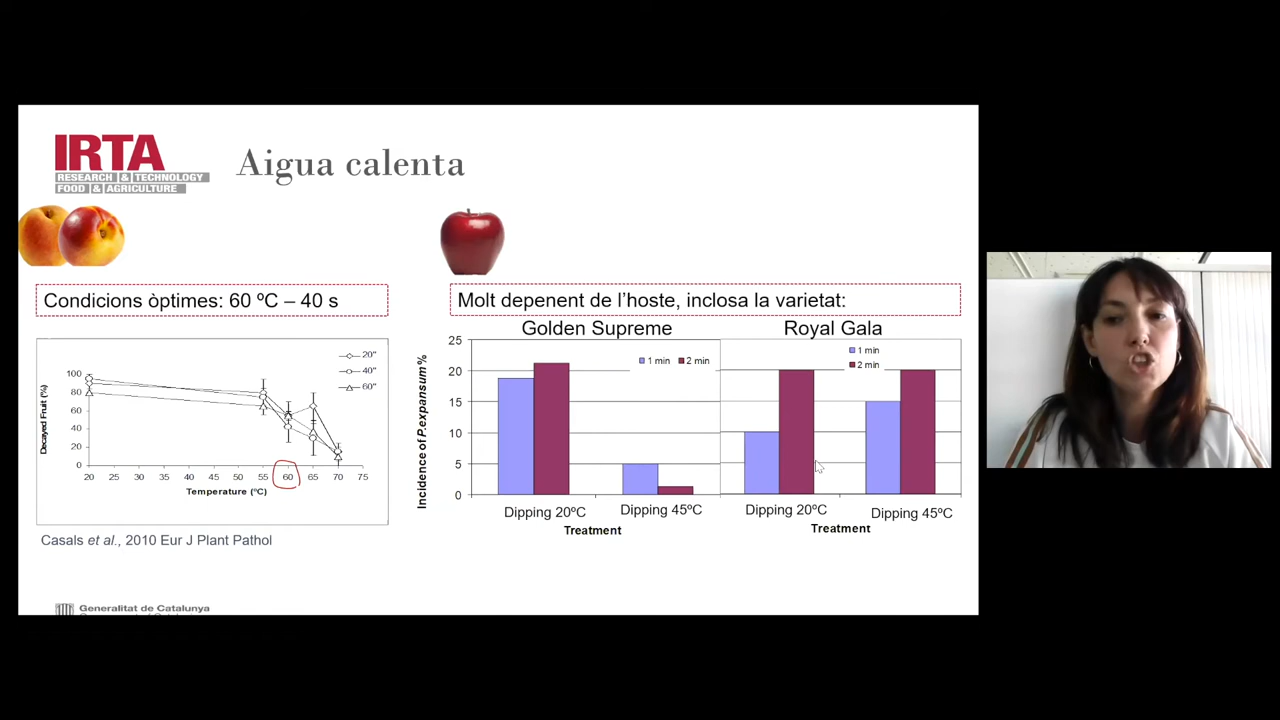 IRTA
RESEARCH & TECHNOLOGY
FOOD & AGRICULTURE
Aigua calenta
Condicions òptimes: 60 ºC – 40 s
100
80
60
40
20
0
Decayed Fruit (%)
20"
40"
60"
20 25 30 35 40 45 50 55 60 65 70 75
Temperature (ºC)
Casals et al., 2010 Eur J Plant Pathol
Molt depenent de l'hoste, inclosa la varietat:
Golden Supreme
Royal Gala
25
20
15
10
5
0
Incidence of P.expansum%
1 min 2 min
1 min
2 min
Dipping 20ºC Dipping 45ºC
Treatment
Dipping 20ºC Dipping 45ºC
Treatment
Generalitat de Catalunya